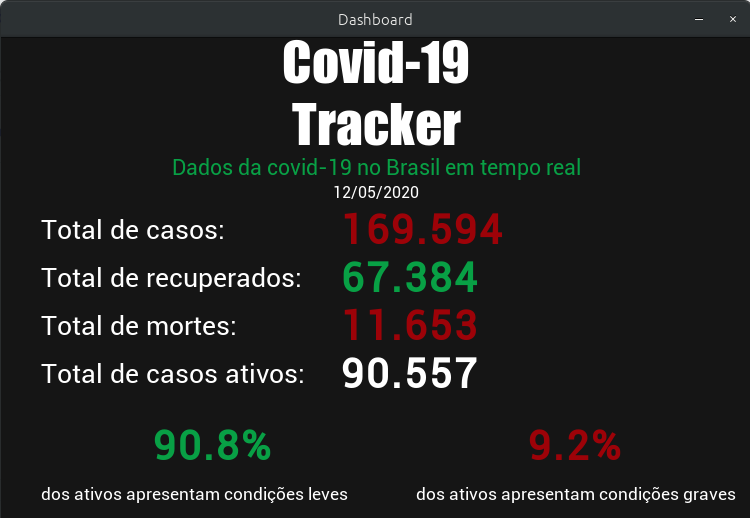 Dashboard
Covid-19
Tracker
Dados da covid-19 no Brasil em tempo real
12/05/2020
Total de casos: 169.594
Total de recuperados: 67.384
Total de mortes: 11.653
Total de casos ativos: 90.557
90.8% 9.2%
dos ativos apresentam condições leves dos ativos apresentam condições graves